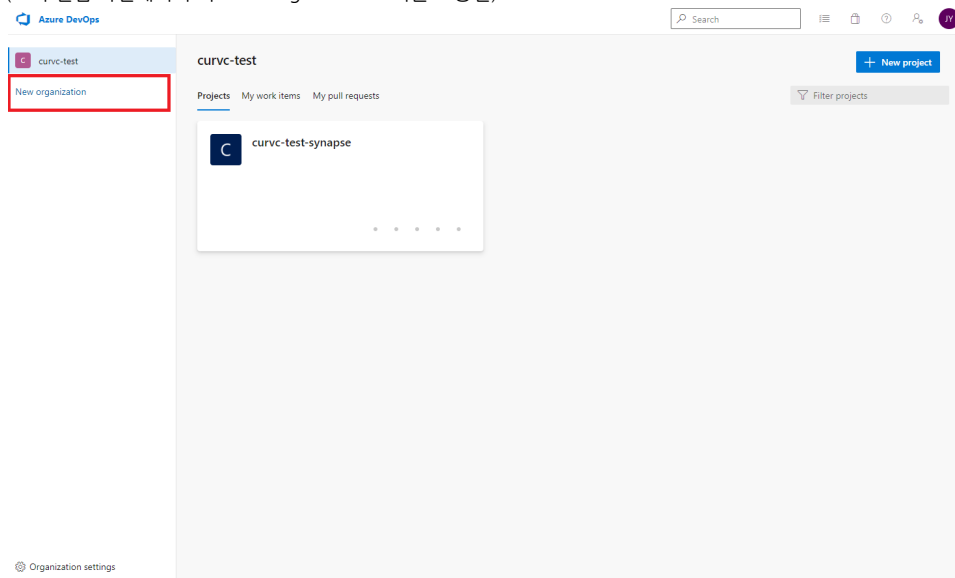 Azure DevOps
Search
JY
C
curvc-test
New organization
curvc-test
New project
Projects
My work items
My pull requests
Filter projects
C
curvc-test-synapse
Organization settings